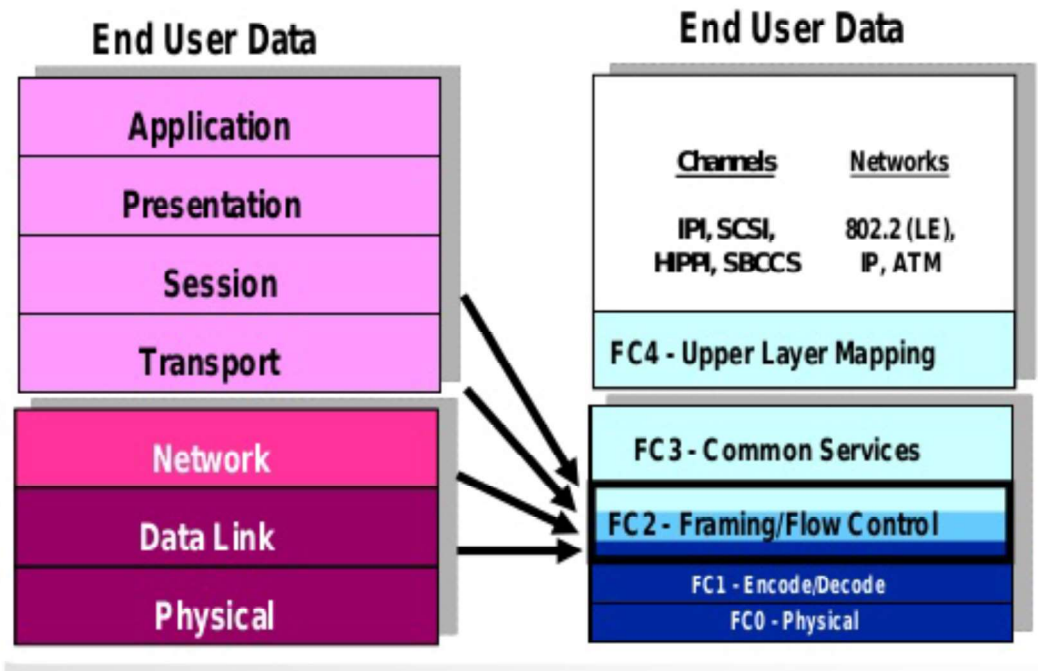 End User Data
Application
Presentation
Session
Transport
Network
Data Link
Physical
End User Data
Channels
IPI, SCSI,
HIPPI, SBCCS
Networks
802.2 (LE),
IP, ATM
FC4 - Upper Layer Mapping
FC3 - Common Services
FC2 - Framing/Flow Control
FC1 - Encode/Decode
FC0 - Physical